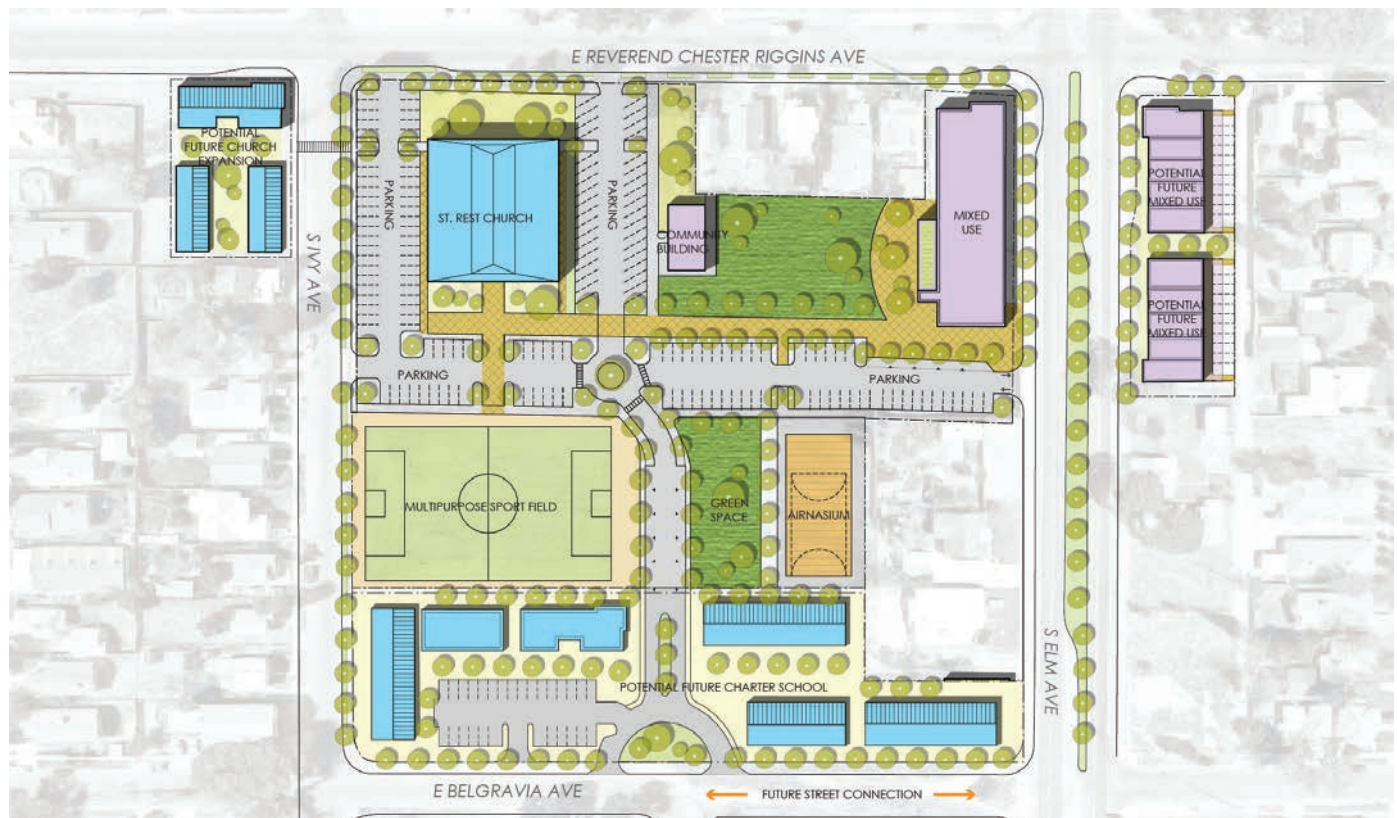 E REVEREND CHESTER RIGGINS AVE
POTENTIAL
FUTURE CHURCH
EXPANSION
S IVY AVE
PARKING
ST. REST CHURCH
PARKING
COMMUNITY
BUILDING
MIXED
USE
POTENTIAL
FUTURE
MIXED USE
POTENTIAL
FUTURE
MIXED USE
PARKING
PARKING
MULTIPURPOSE SPORT FIELD
GREEN
SPACE
AIRNASIUM
S ELM AVE
POTENTIAL FUTURE CHARTER SCHOOL
E BELGRAVIA AVE
FUTURE STREET CONNECTION